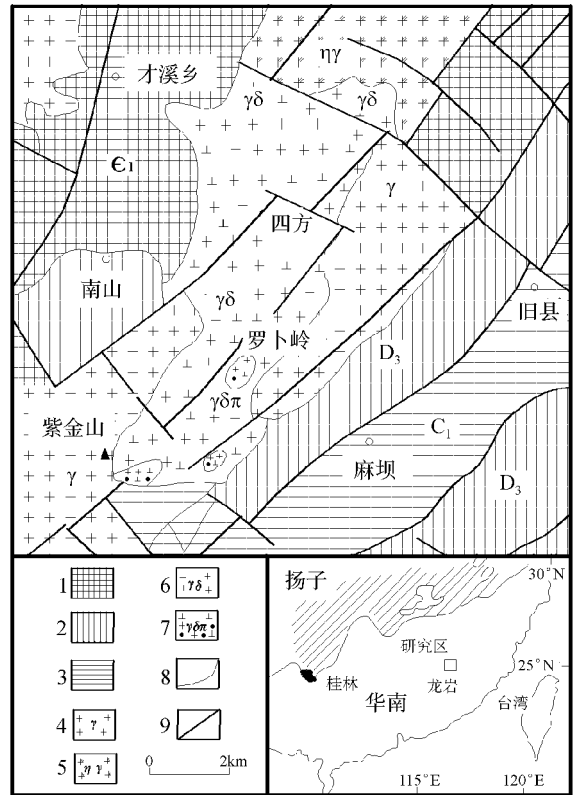 ηγ
才溪乡
γδ
γδ
Є1
γ
四方
南山
γδ
旧县
罗卜岭
D3
γδπ
紫金山
C1
麻坝
γ
D3
1
2
3
4 γ
5 ηγ
6 γδ
7 γδπ
8
9
0 2km
扬子
30°N
研究区
25°N
桂林
龙岩
华南
台湾
115°E
120°E